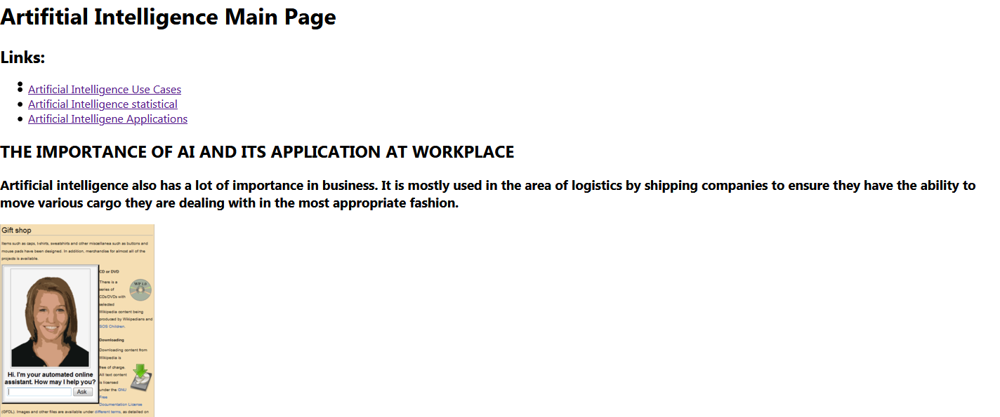 Artifitial Intelligence Main Page
Links:
Artificial Intelligence Use Cases
Artificial Intelligence statistical
Artificial Intelligene Applications
THE IMPORTANCE OF AI AND ITS APPLICATION AT WORKPLACE
Artificial intelligence also has a lot of importance in business. It is mostly used in the area of logistics by shipping companies to ensure they have the ability to
move various cargo they are dealing with in the most appropriate fashion.
Gift shop
Items such as caps, t-shirts, sweatshirts and other miscellanea such as buttons and
mouse pads have been designed. In addition, merchandise for almost all of the
projects is available.
CD or DVD
There is a
series of
CDs/DVDs with
selected
Wikipedia content being
produced by Wikipedians and
SOS Children.
WP 1.0
Downloading
Downloading content from
Wikipedia is
free of charge.
All text content
is licensed
under the GNU
Free
Documentation License
Hi. I'm your automated online
assistant. How may I help you?
Ask
(GFDL). Images and other files are available under different terms, as detailed on